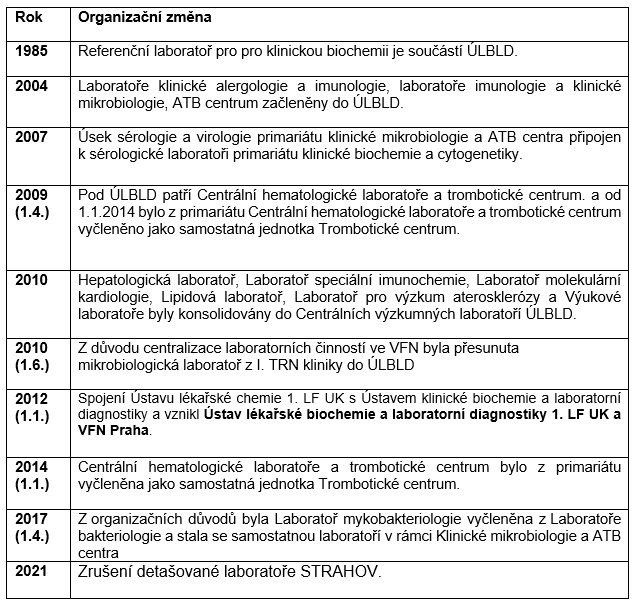 Rok Organizační změna
1985 Referenční laboratoř pro pro klinickou biochemii je součástí ÚLBLD.
2004 Laboratoře klinické alergologie a imunologie, laboratoře imunologie a klinické
mikrobiologie, ATB centrum začleněny do ÚLBLD.
2007 Úsek sérologie a virologie primariátu klinické mikrobiologie a ATB centra připojen
k sérologické laboratoři primariátu klinické biochemie a cytogenetiky.
2009 Pod ÚLBLD patří Centrální hematologické laboratoře a trombotické centrum. a od
(1.4.) 1.1.2014 bylo z primariátu Centrální hematologické laboratoře a trombotické centrum
vyčleněno jako samostatná jednotka Trombotické centrum.
2010 Hepatologická laboratoř, Laboratoř speciální imunochemie, Laboratoř molekulární
kardiologie, Lipidová laboratoř, Laboratoř pro výzkum aterosklerózy a Výukové
laboratoře byly konsolidovány do Centrálních výzkumných laboratoří ÚLBLD.
2010 Z důvodu centralizace laboratorních činností ve VFN byla přesunuta
(1.6.) mikrobiologická laboratoř z I. TRN kliniky do ÚLBLD
2012 Spojení Ústavu lékařské chemie 1. LF UK s Ústavem klinické biochemie a laboratorní
(1.1.) diagnostiky a vznikl Ústav lékařské biochemie a laboratorní diagnostiky 1. LF UK a
VFN Praha.
2014 Centrální hematologické laboratoře a trombotické centrum bylo z primariátu
(1.1.) vyčleněna jako samostatná jednotka Trombotické centrum.
2017 Z organizačních důvodů byla Laboratoř mykobakteriologie vyčleněna z Laboratoře
(1.4.) bakteriologie a stala se samostatnou laboratoří v rámci Klinické mikrobiologie a ATB
centra
2021 Zrušení detašované laboratoře STRAHOV.